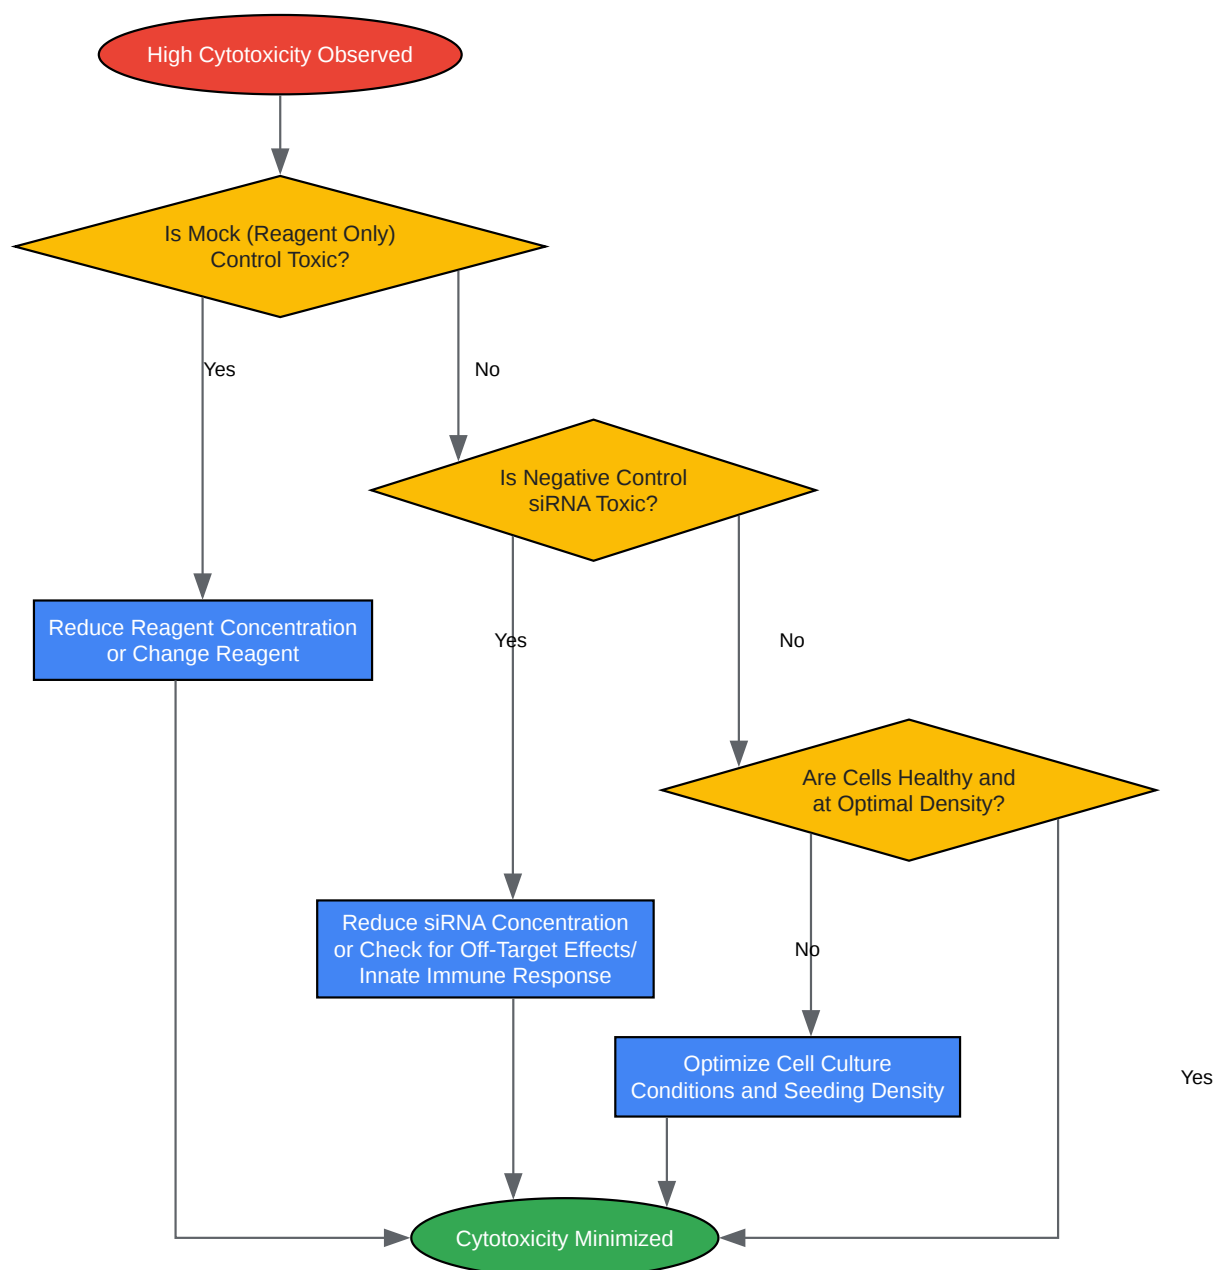 High Cytotoxicity Observed
Is Mock (Reagent Only)
Control Toxic?
Yes
No
Is Negative Control
siRNA Toxic?
Reduce Reagent Concentration
or Change Reagent
Yes
No
Are Cells Healthy and
at Optimal Density?
Reduce siRNA Concentration
or Check for Off-Target Effects/
Innate Immune Response
No
Optimize Cell Culture
Conditions and Seeding Density
Yes
Cytotoxicity Minimized